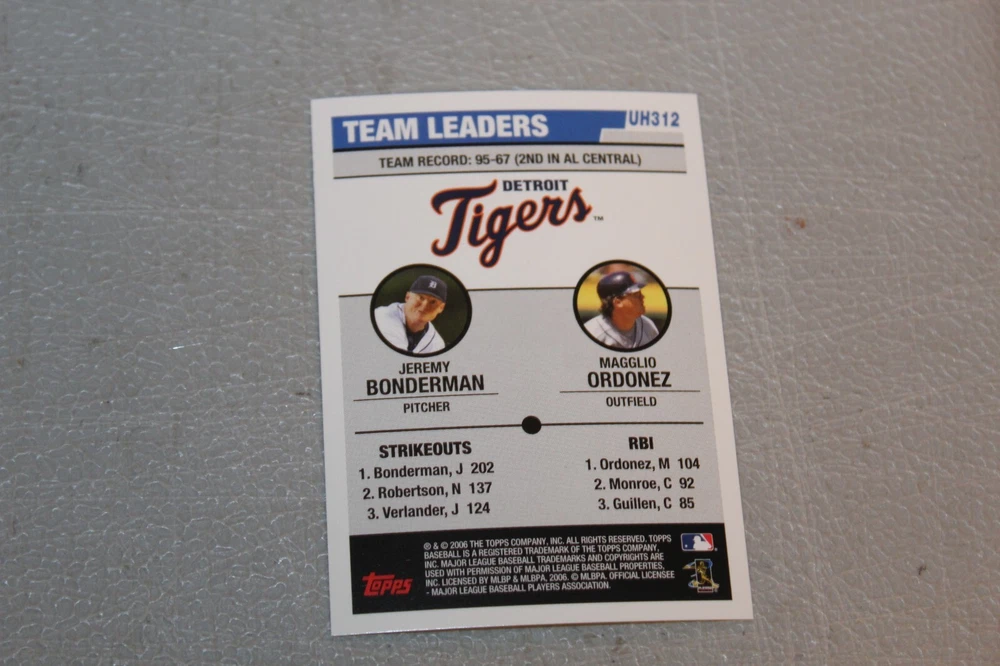 TEAM LEADERS
UH312
TEAM RECORD: 95-67 (2ND IN AL CENTRAL)
DETROIT
Tigers™
D
JEREMY
BONDERMAN
PITCHER
MAGGLIO
ORDONEZ
OUTFIELD
STRIKEOUTS
1. Bonderman, J 202
2. Robertson, N 137
3. Verlander, J 124
RBI
1. Ordonez, M 104
2. Monroe, C 92
3. Guillen, C 85
topps
® & © 2006 THE TOPPS COMPANY, INC. ALL RIGHTS RESERVED. TOPPS
BASEBALL IS A REGISTERED TRADEMARK OF THE TOPPS COMPANY,
INC. MAJOR LEAGUE BASEBALL TRADEMARKS AND COPYRIGHTS ARE
USED WITH PERMISSION OF MAJOR LEAGUE BASEBALL PROPERTIES,
INC. LICENSED BY MLBP & MLBPA, 2006. © MLBPA. OFFICIAL LICENSEE
- MAJOR LEAGUE BASEBALL PLAYERS ASSOCIATION.